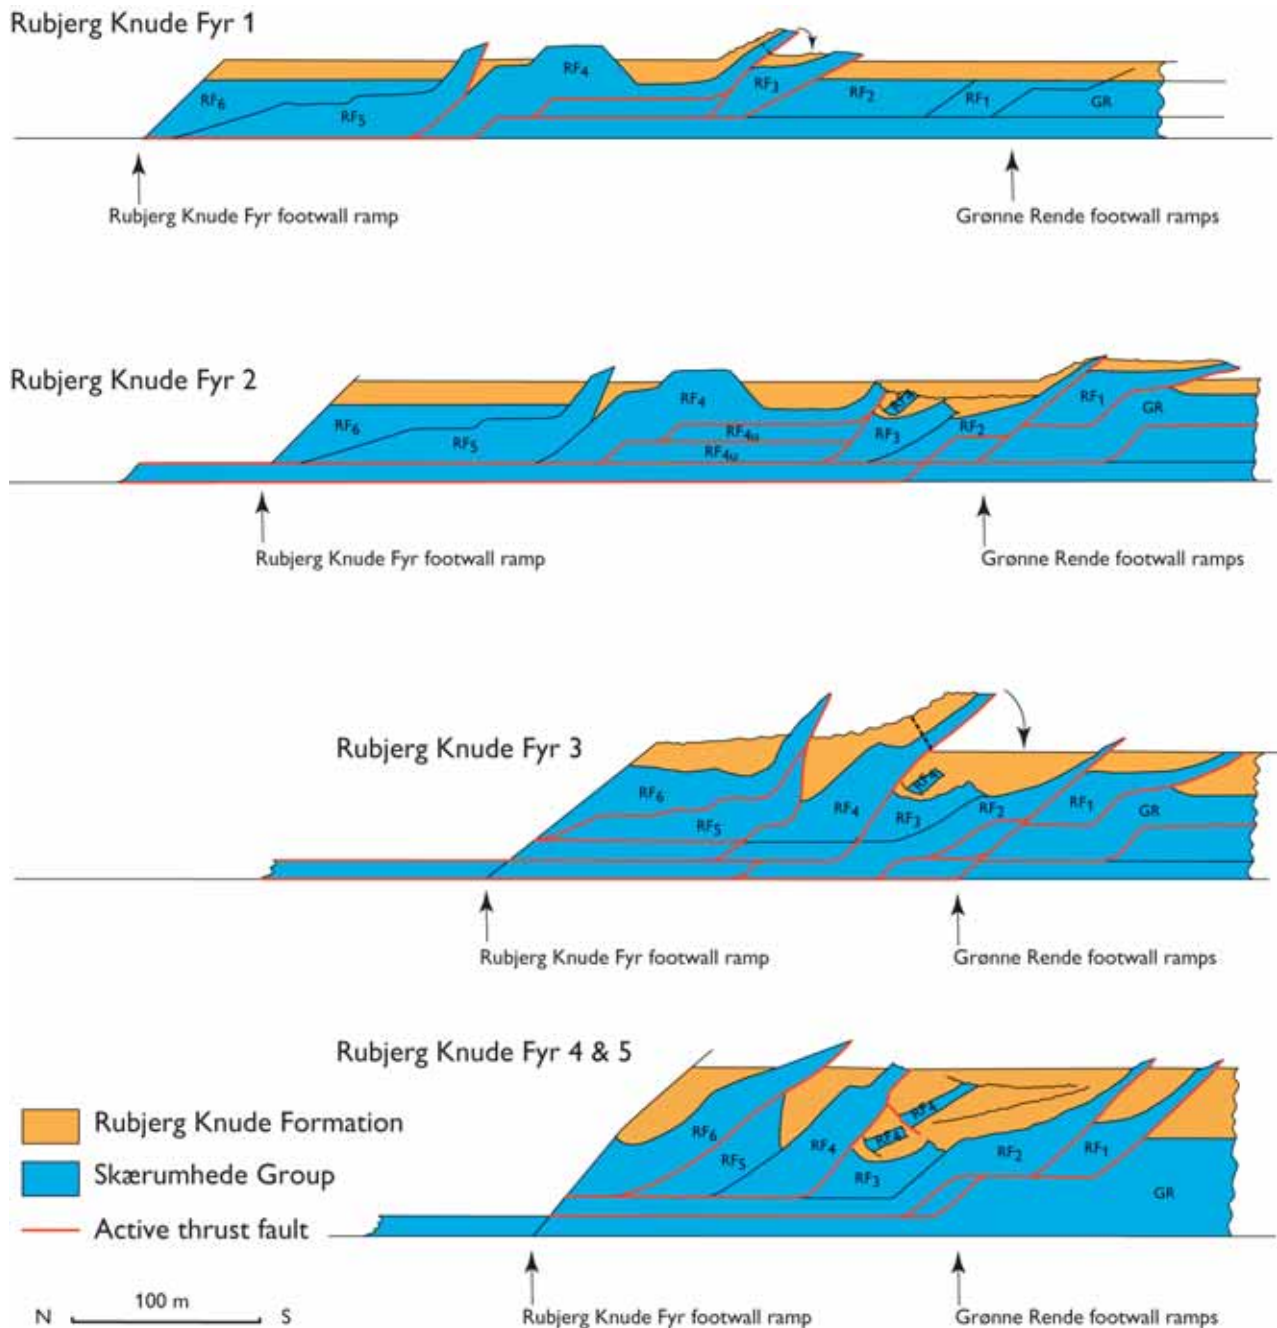 Rubjerg Knude Fyr 1
RF6
RF5
RF4
RF3
RF2
RF1
GR
Rubjerg Knude Fyr footwall ramp
Grønne Rende footwall ramps
Rubjerg Knude Fyr 2
RF6
RF5
RF4
RF4u
RF4u
RF3
RF2
RF1
GR
Rubjerg Knude Fyr footwall ramp
Grønne Rende footwall ramps
Rubjerg Knude Fyr 3
RF6
RF5
RF4
RF3
RF2
RF1
GR
Rubjerg Knude Fyr footwall ramp
Grønne Rende footwall ramps
Rubjerg Knude Fyr 4 & 5
RF6
RF5
RF4
RF4
RF3
RF2
RF1
GR
Rubjerg Knude Formation
Skærumhede Group
Active thrust fault
N 100 m S
Rubjerg Knude Fyr footwall ramp
Grønne Rende footwall ramps